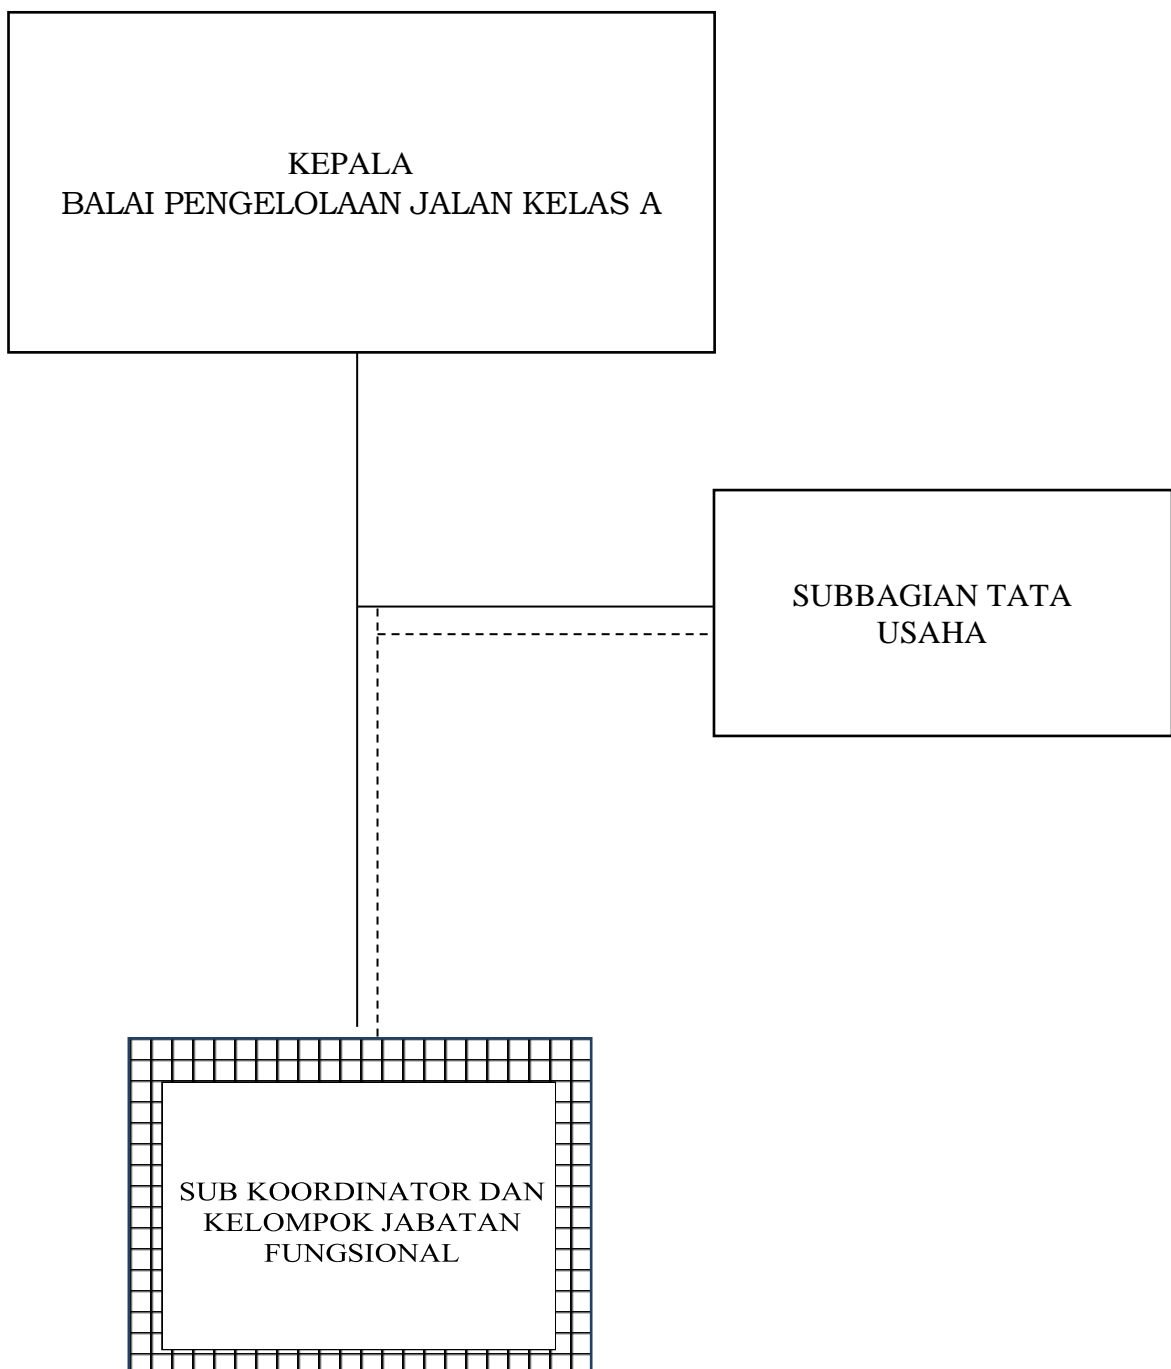 KEPALA
BALAI PENGELOLAAN JALAN KELAS A
SUBBAGIAN TATA
USAHA
SUB KOORDINATOR DAN
KELOMPOK JABATAN
FUNGSIONAL